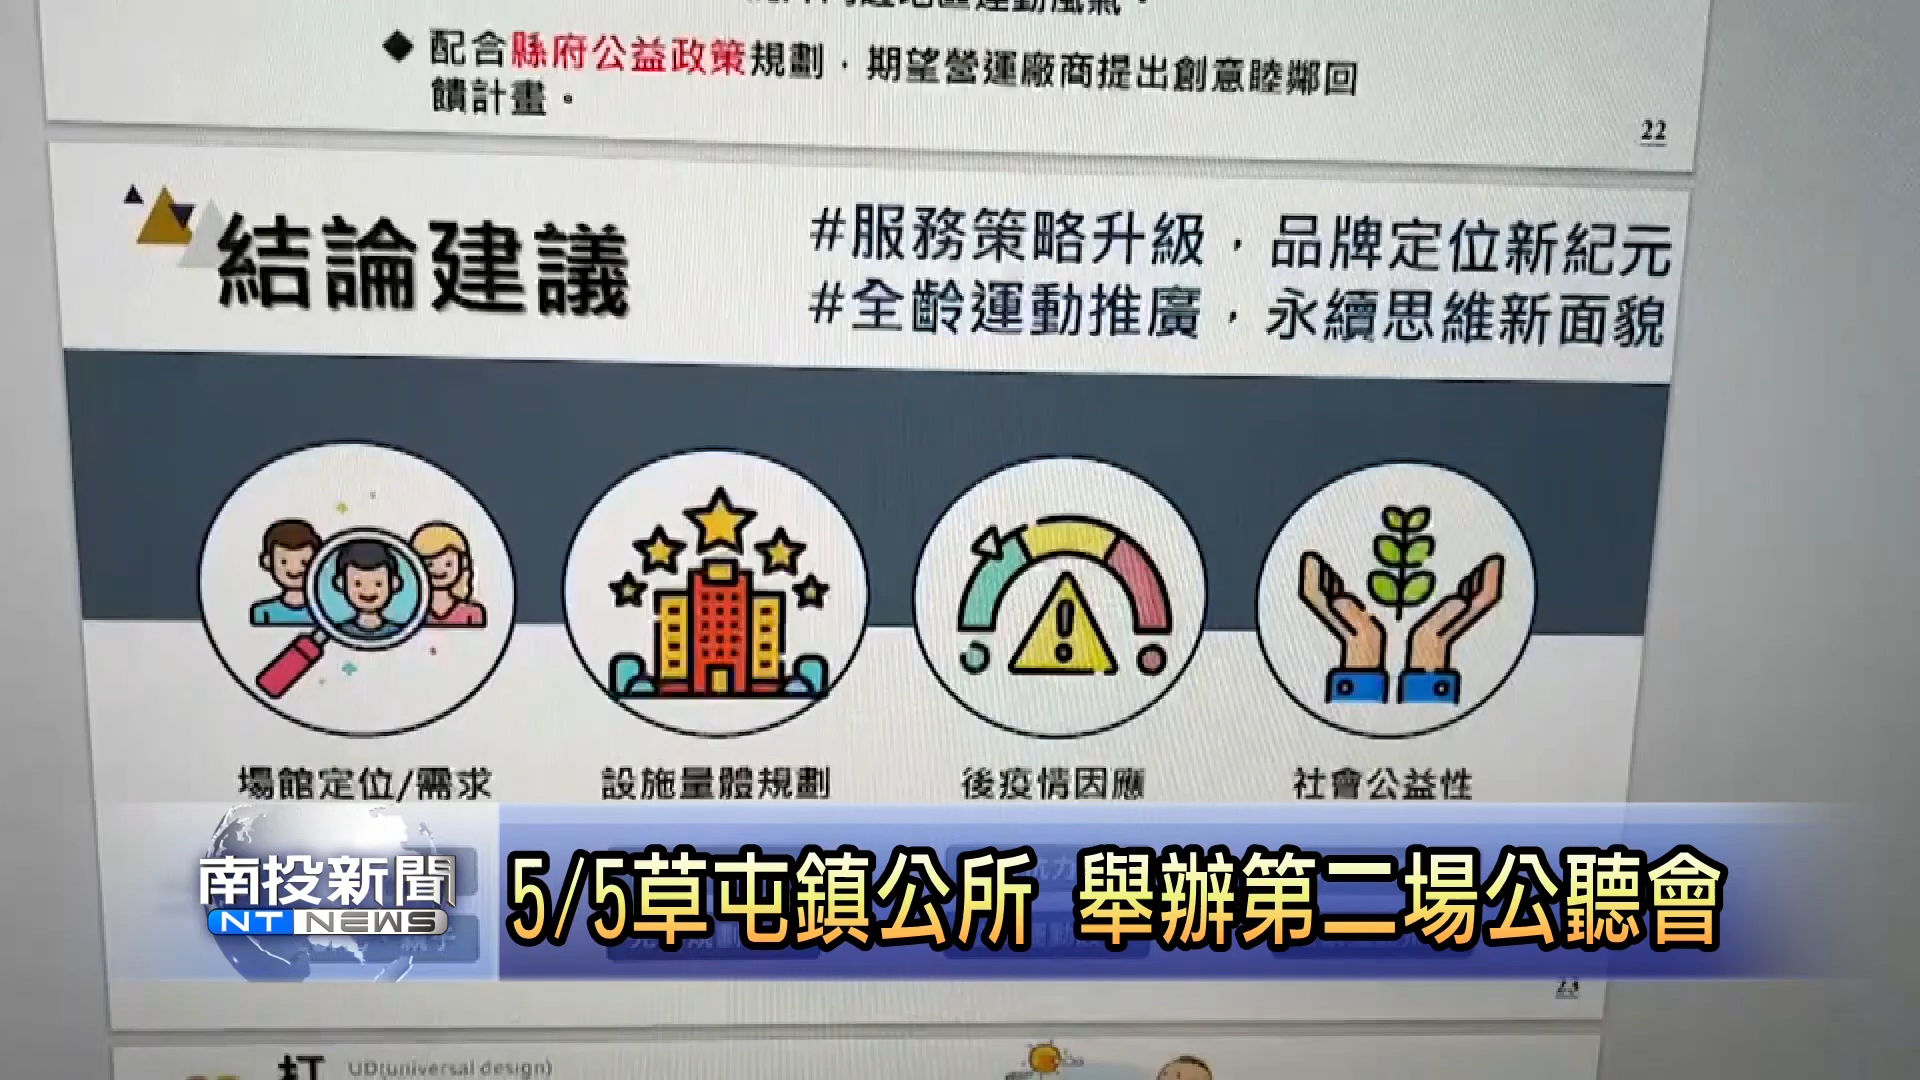 ◆配合縣府公益政策規劃，期望營運廠商提出創意睦鄰回
饋計畫。
22
結論建議
#服務策略升級，品牌定位新紀元
#全齡運動推廣，永續思維新面貌
場館定位/需求
設施量體規劃
後疫情因應
社會公益性
南投新聞
NT NEWS
5/5草屯鎮公所 舉辦第二場公聽會
23
UD(universal design)